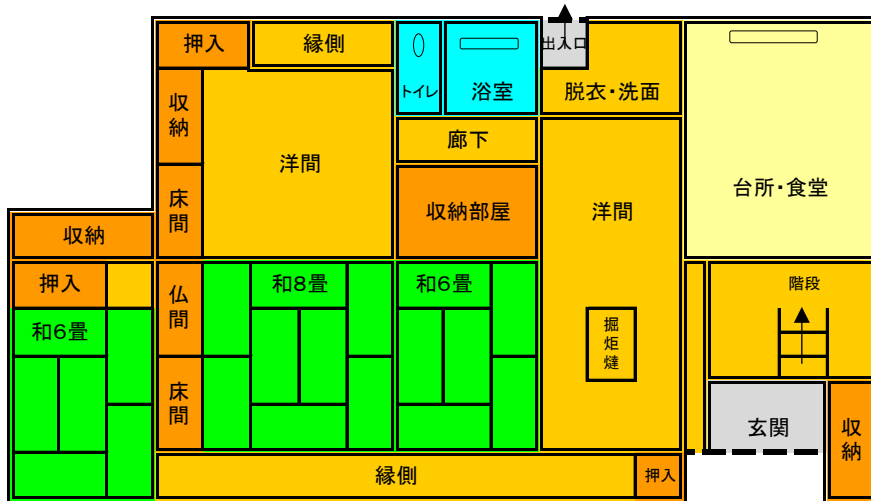 押入
縁側
トイレ
浴室
出入口
脱衣・洗面
収納
洋間
廊下
床間
収納部屋
洋間
台所・食堂
収納
押入
仏間
和8畳
和6畳
階段
和6畳
掘炬燵
床間
玄関
収納
縁側
押入